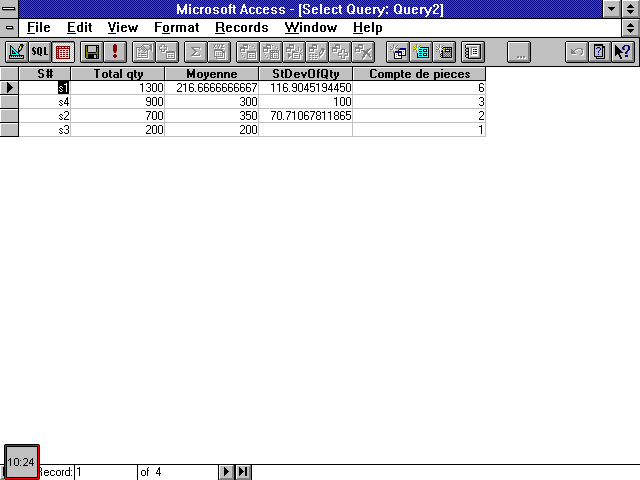 Microsoft Access - [Select Query: Query2]
File Edit View Format Records Window Help
SQL
S# Total qty Moyenne StDevOfQty Compte de pieces
s1 1300 216.6666666667 116.9045194450 6
s4 900 300 100 3
s2 700 350 70.71067811865 2
s3 200 200 1
10:24 ecord: 1 of 4